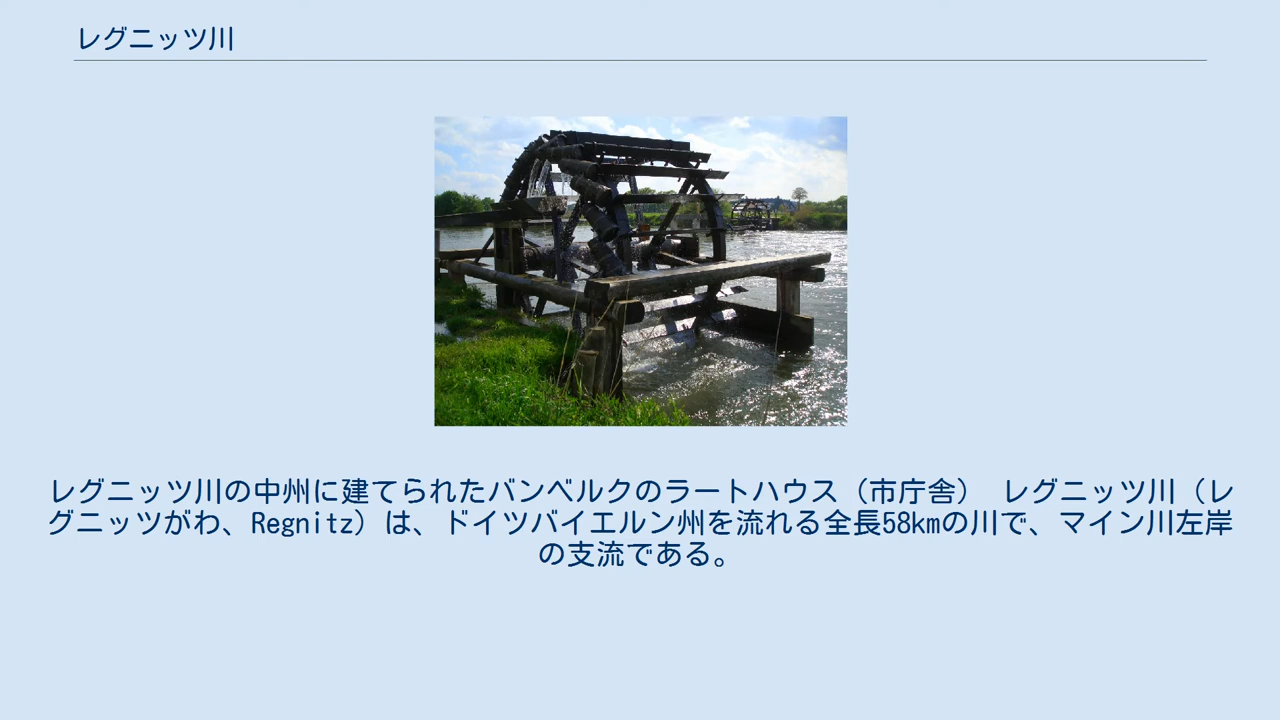 レグニッツ川
レグニッツ川の中州に建てられたバンベルクのラートハウス（市庁舎） レグニッツ川（レ
グニッツがわ、Regnitz）は、ドイツバイエルン州を流れる全長58kmの川で、マイン川左岸
の支流である。